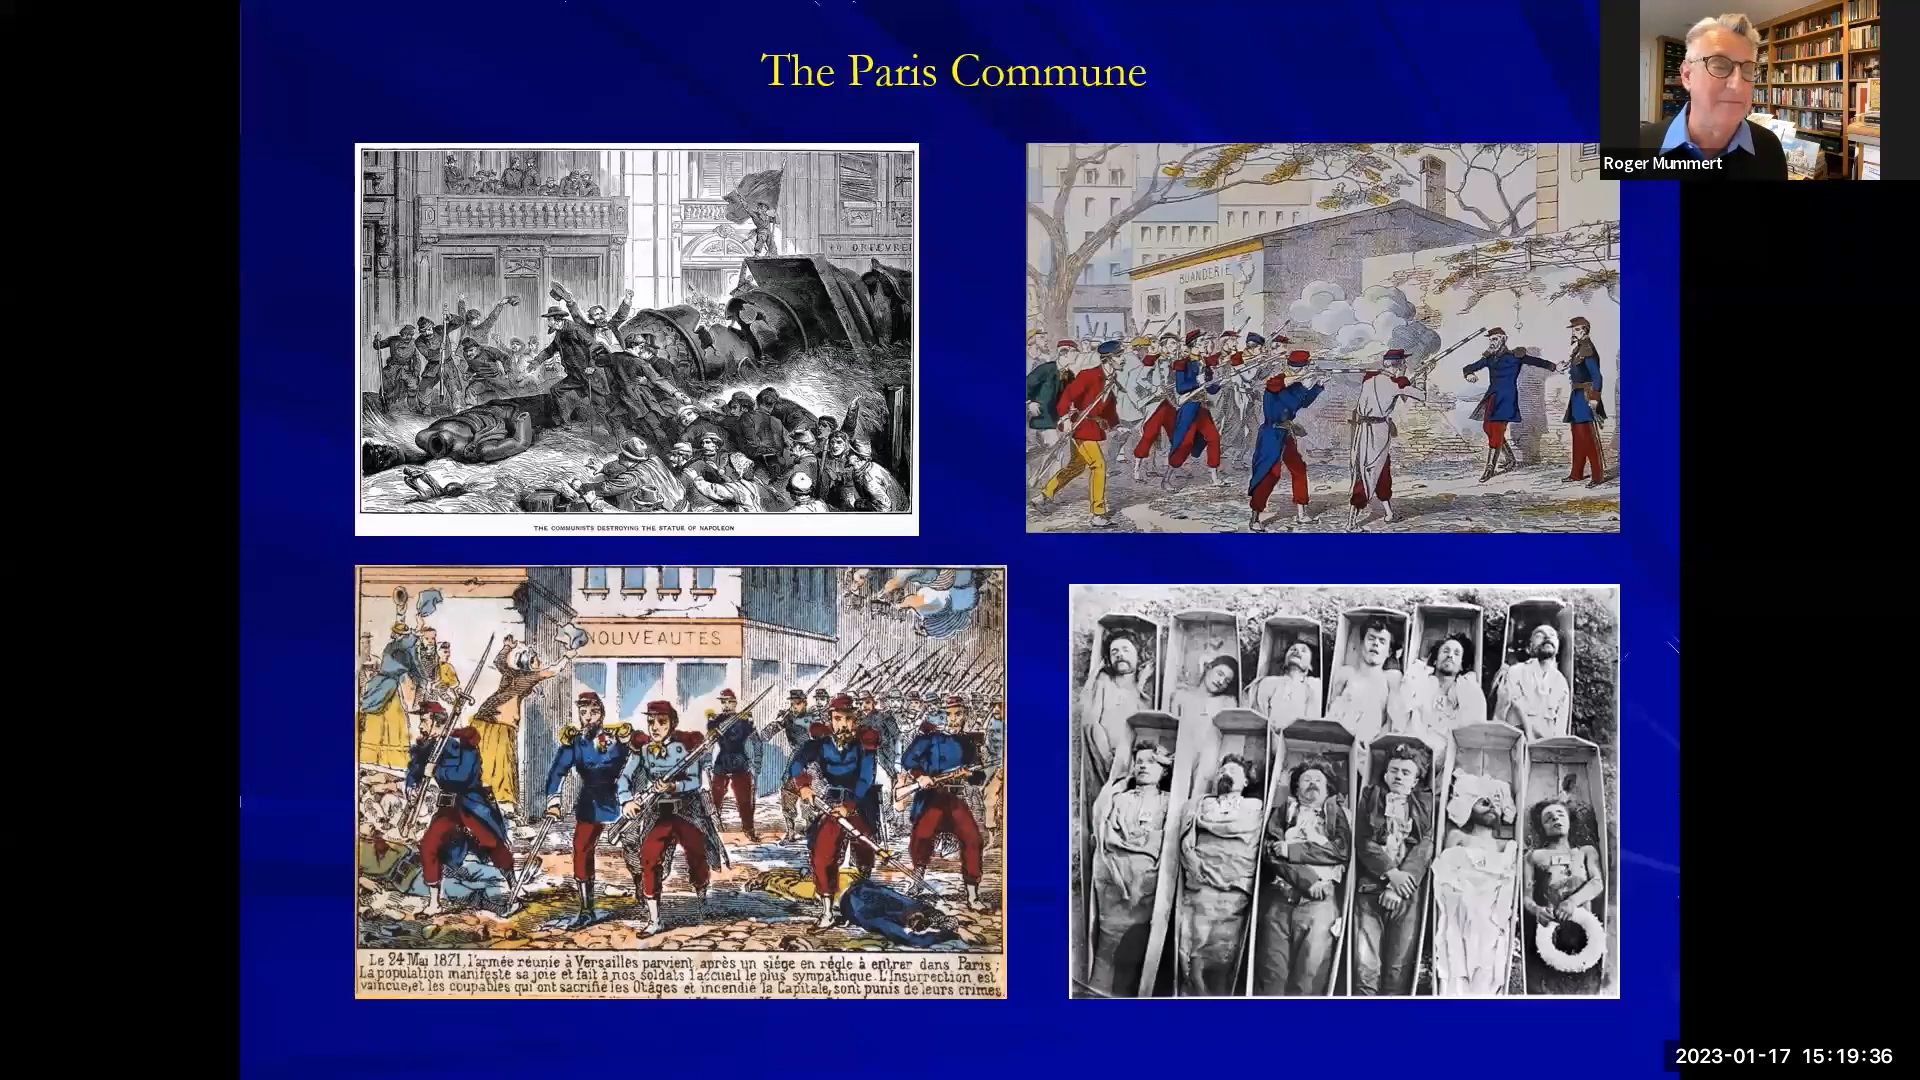 The Paris Commune
Roger Mummert
ORFEVRE
THE COMMUNISTS DESTROYING THE STATUE OF NAPOLEON
BUANDERIE
NOUVEAUTES
Le 24 Mai 1871, l'armée réunie à Versailles parvient, après un siége en régle à entrer dans Paris;
La population manifeste sa joie et fait à nos soldats l'accueil le plus sympathique. L'Insurrection est
vaincue, et les coupables qui ont sacrifié les Otâges et incendié la Capitale, sont punis de leurs crimes.
2023-01-17 15:19:36